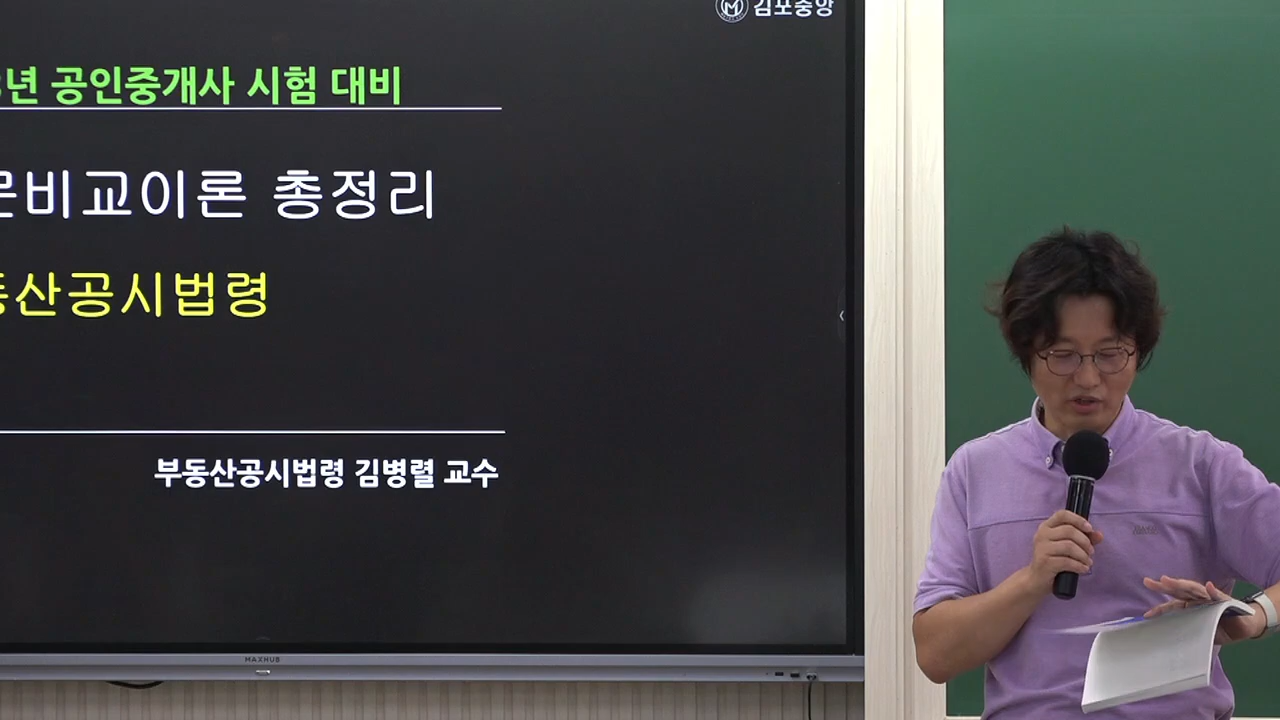 김포중앙
년 공인중개사 시험 대비
비교이론 총정리
산공시법령
부동산공시법령 김병렬 교수
MAXHUB